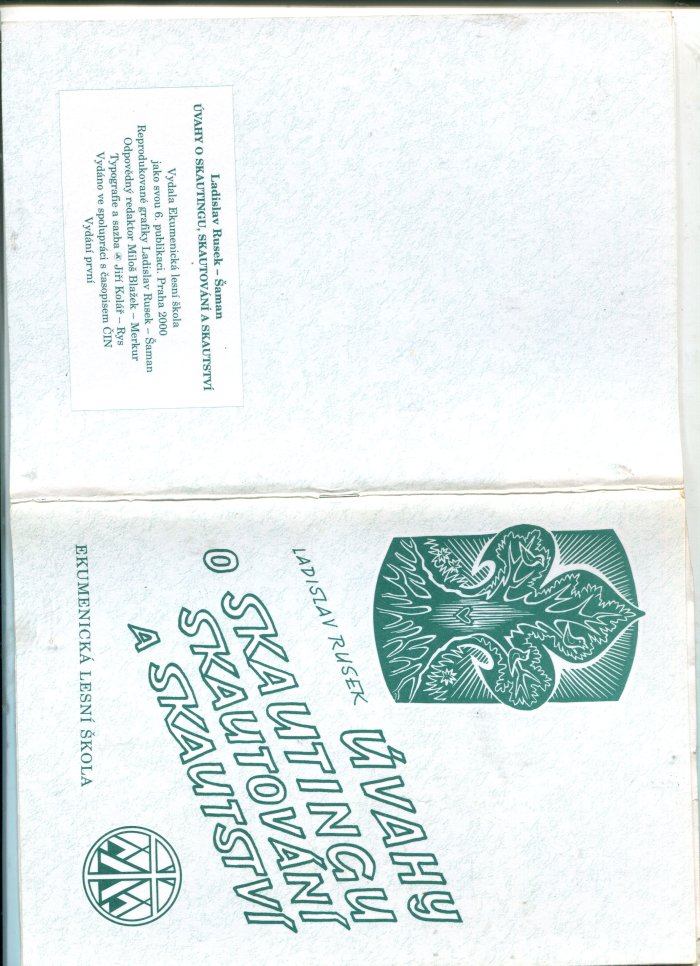 LADISLAV RUSEK
ÚVAHY
O SKAUTINGU
SKAUTOVÁNÍ
A SKAUTSTVÍ
EKUMENICKÁ LESNÍ ŠKOLA
Ladislav Rusek – Šaman
ÚVAHY O SKAUTINGU, SKAUTOVÁNÍ A SKAUTSTVÍ
Vydala Ekumenická lesní škola
jako svou 6. publikaci. Praha 2000
Reprodukované grafiky Ladislav Rusek – Šaman
Odpovědný redaktor Miloš Blažek – Merkur
Typografie a sazba Jiří Kolář – Rys
Vydáno ve spolupráci s časopisem ČIN
Vydání první